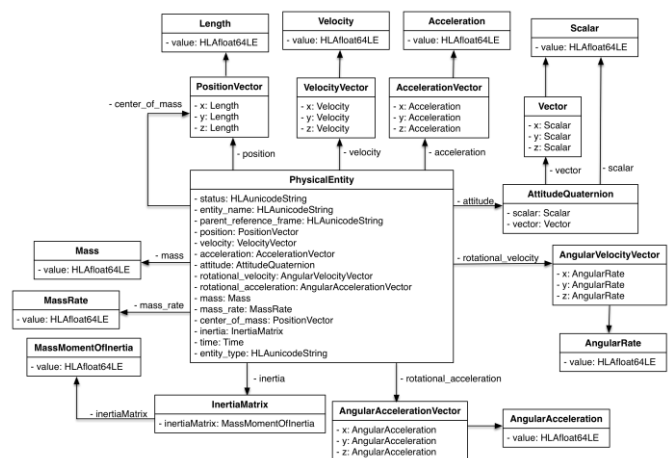 Length
- value: HLAfloat64LE
Velocity
- value: HLAfloat64LE
Acceleration
- value: HLAfloat64LE
Scalar
- value: HLAfloat64LE
PositionVector
- x: Length
- y: Length
- z: Length
VelocityVector
- x: Velocity
- y: Velocity
- z: Velocity
AccelerationVector
- x: Acceleration
- y: Acceleration
- z: Acceleration
Vector
- x: Scalar
- y: Scalar
- z: Scalar
- center_of_mass
- position
- velocity
- acceleration
- vector
- scalar
PhysicalEntity
- status: HLAunicodeString
- entity_name: HLAunicodeString
- parent_reference_frame: HLAunicodeString
- position: PositionVector
- velocity: VelocityVector
- acceleration: AccelerationVector
- attitude: AttitudeQuaternion
- rotational_velocity: AngularVelocityVector
- rotational_acceleration: AngularAccelerationVector
- mass: Mass
- mass_rate: MassRate
- center_of_mass: PositionVector
- inertia: InertiaMatrix
- time: Time
- entity_type: HLAunicodeString
- attitude
AttitudeQuaternion
- scalar: Scalar
- vector: Vector
Mass
- value: HLAfloat64LE
- mass
- rotational_velocity
AngularVelocityVector
- x: AngularRate
- y: AngularRate
- z: AngularRate
MassRate
- value: HLAfloat64LE
- mass_rate
MassMomentOfInertia
- value: HLAfloat64LE
AngularRate
- value: HLAfloat64LE
- inertia
- rotational_acceleration
- inertiaMatrix
InertiaMatrix
- inertiaMatrix: MassMomentOfInertia
AngularAccelerationVector
- x: AngularAcceleration
- y: AngularAcceleration
- z: AngularAcceleration
AngularAcceleration
- value: HLAfloat64LE